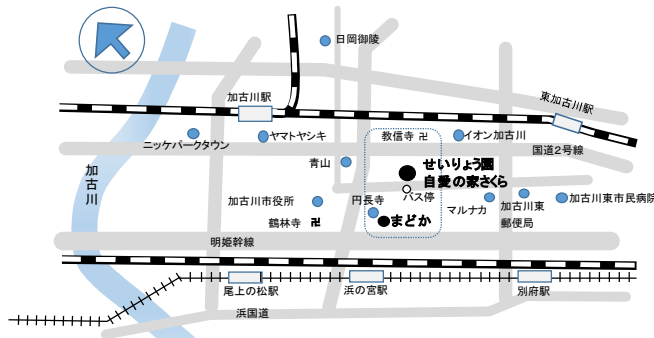 日岡御陵
加古川駅
東加古川駅
ニッケパークタウン
ヤマトヤシキ
教信寺 卍
イオン加古川
国道2号線
青山
せいりょう園
自愛の家さくら
加古川
バス停
加古川市役所
円長寺
マルナカ
加古川東
郵便局
加古川東市民病院
鶴林寺 卍
まどか
明姫幹線
尾上の松駅
浜の宮駅
別府駅
浜国道